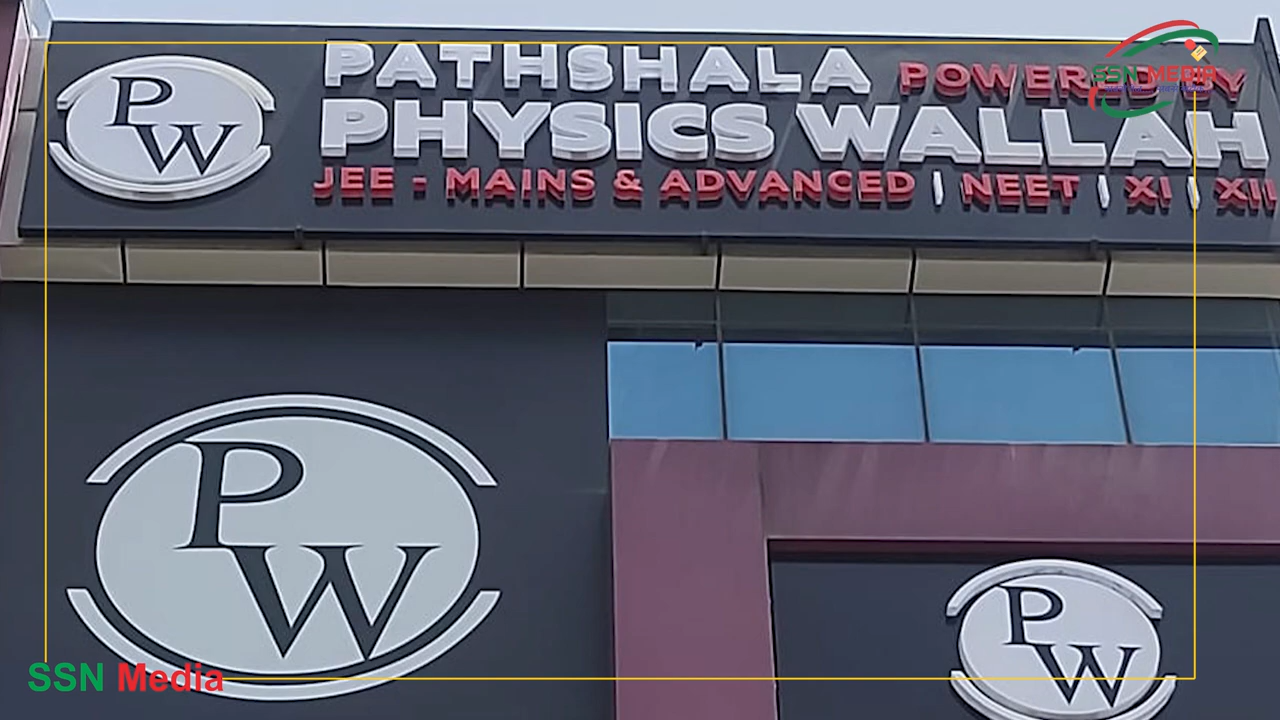 PW
PATHSHALA POWERED BY
PHYSICS WALLAH
JEE - MAINS & ADVANCED | NEET | XI | XII
SSN MEDIA
PW
PW
SSN Media